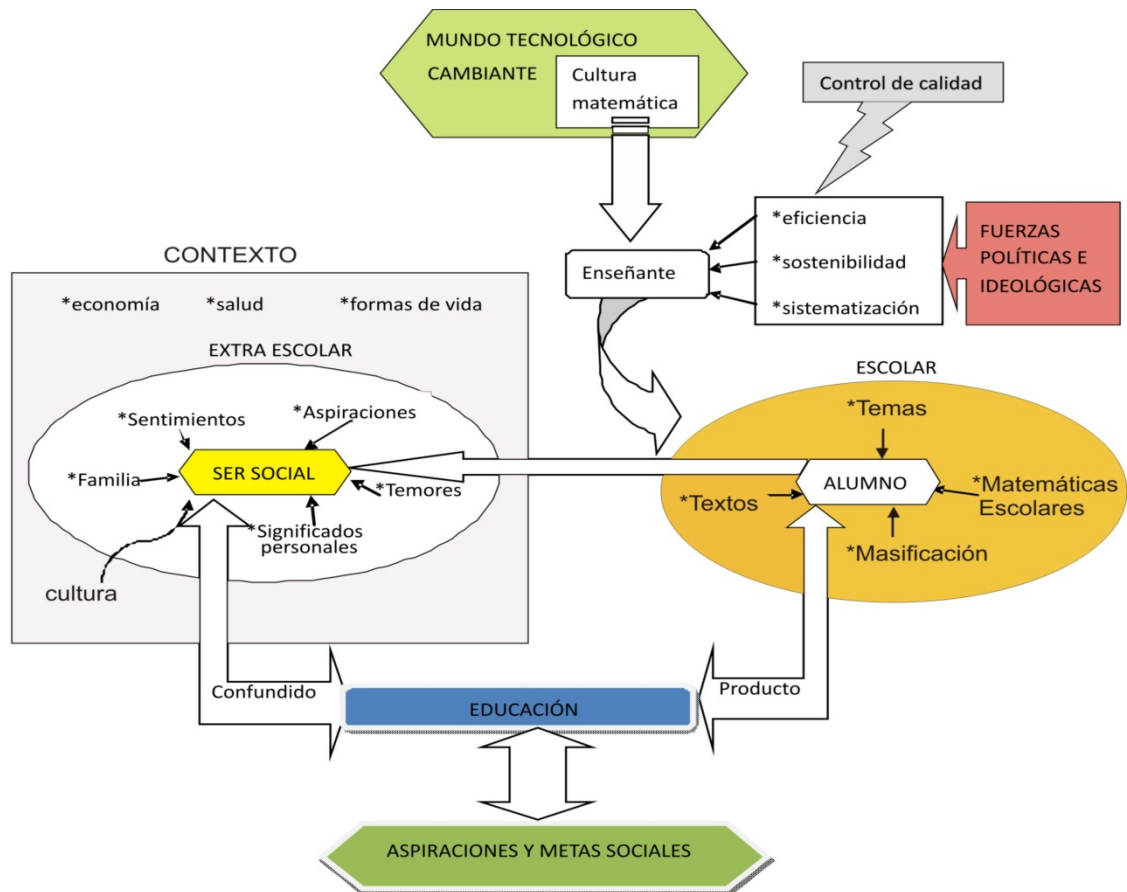 MUNDO TECNOLÓGICO
CAMBIANTE
Cultura
matemática
Control de calidad
*eficiencia
*sostenibilidad
*sistematización
FUERZAS
POLÍTICAS E
IDEOLÓGICAS
Enseñante
CONTEXTO
*economía
*salud
*formas de vida
EXTRA ESCOLAR
*Sentimientos
*Aspiraciones
*Familia
SER SOCIAL
*Temores
*Significados
personales
cultura
ESCOLAR
*Temas
ALUMNO
*Textos
*Matemáticas
Escolares
*Masificación
Confundido
Producto
EDUCACIÓN
ASPIRACIONES Y METAS SOCIALES